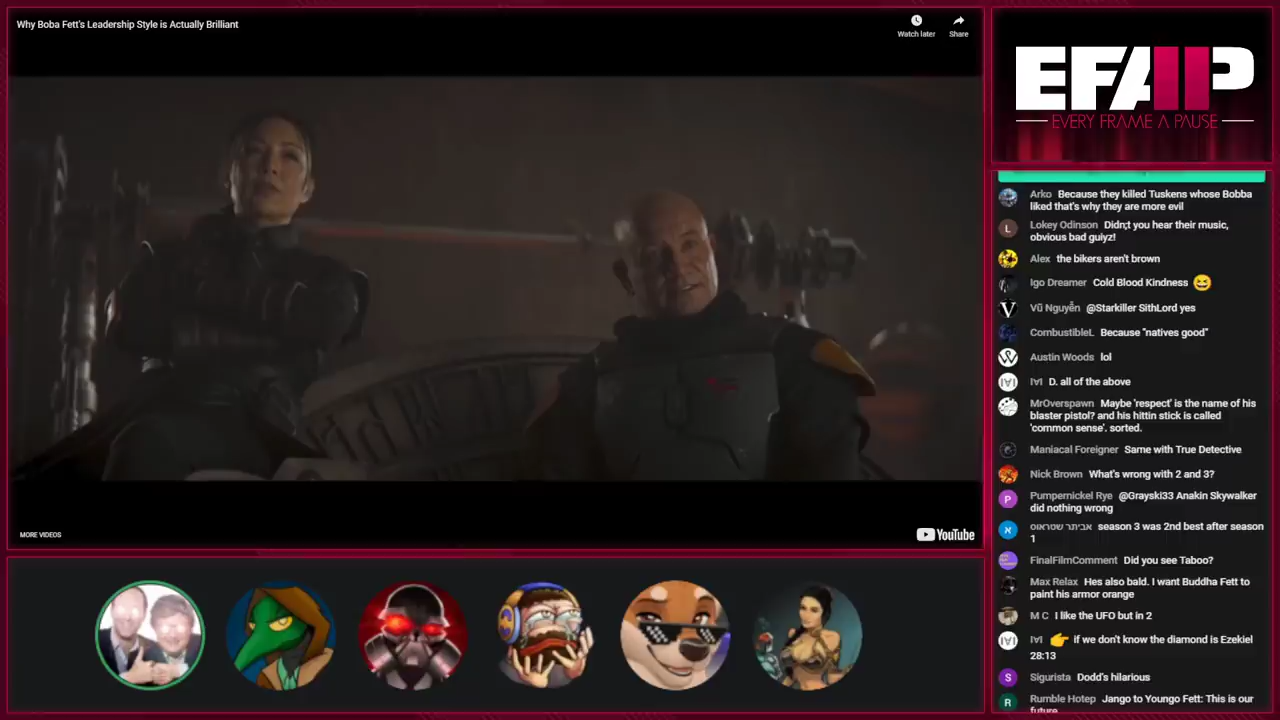 Why Boba Fett's Leadership Style is Actually Brilliant
Watch later
Share
MORE VIDEOS
YouTube
EFAP
EVERY FRAME A PAUSE
Arko Because they killed Tuskens whose Bobba
liked that's why they are more evil
L
Lokey Odinson Didn;t you hear their music,
obvious bad guiyz!
Alex the bikers aren't brown
Igo Dreamer Cold Blood Kindness 😆
V
Vũ Nguyễn @Starkiller SithLord yes
CombustibleL Because "natives good"
Austin Woods lol
I∀I D. all of the above
MrOverspawn Maybe 'respect' is the name of his
blaster pistol? and his hittin stick is called
'common sense'. sorted.
Maniacal Foreigner Same with True Detective
Nick Brown What's wrong with 2 and 3?
P
Pumpernickel Rye @Grayski33 Anakin Skywalker
did nothing wrong
א
אביתר שטראוס season 3 was 2nd best after season
1
FinalFilmComment Did you see Taboo?
Max Relax Hes also bald. I want Buddha Fett to
paint his armor orange
M C I like the UFO but in 2
I∀I 👉 if we don't know the diamond is Ezekiel
28:13
S
Sigurista Dodd's hilarious
R
Rumble Hotep Jango to Youngo Fett: This is our
future